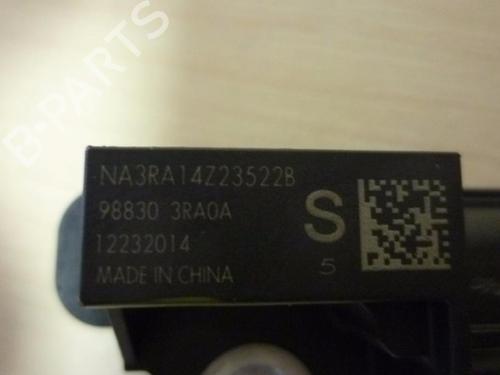 B-PARTS
NA3RA14Z23522B
98830 3RA0A
12232014
MADE IN CHINA
S
5